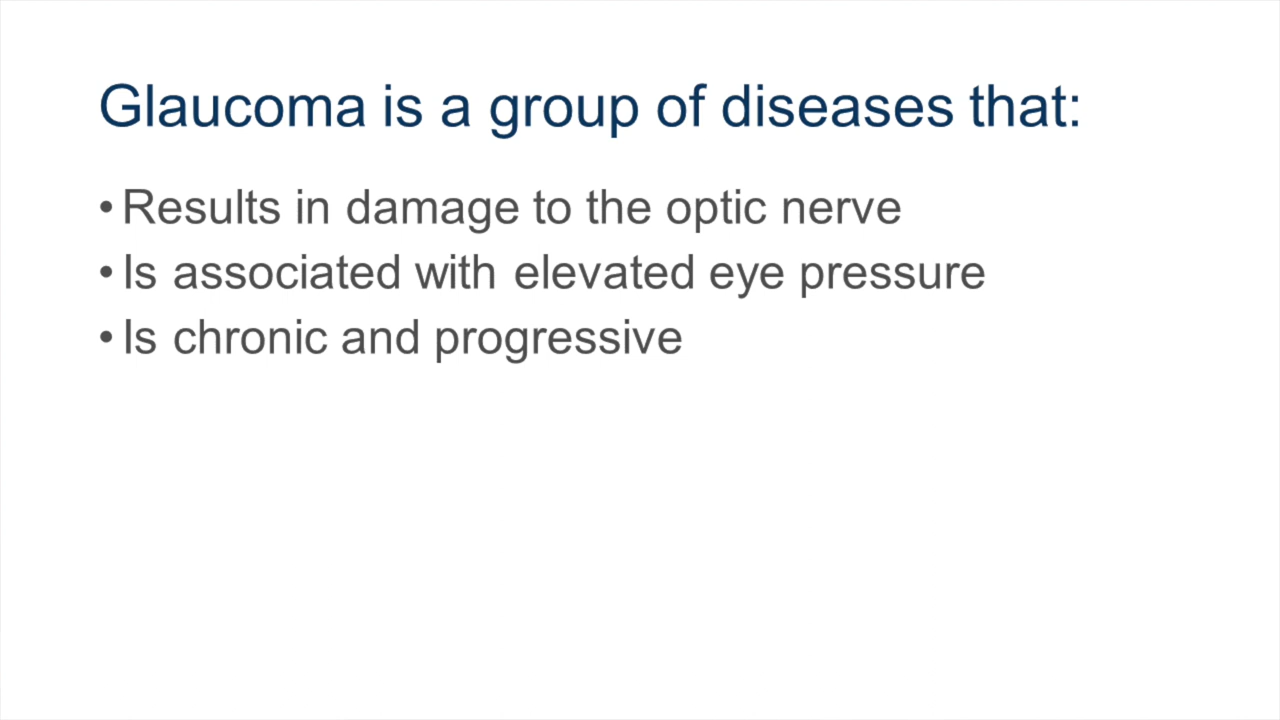 Glaucoma is a group of diseases that:
• Results in damage to the optic nerve
• Is associated with elevated eye pressure
• Is chronic and progressive